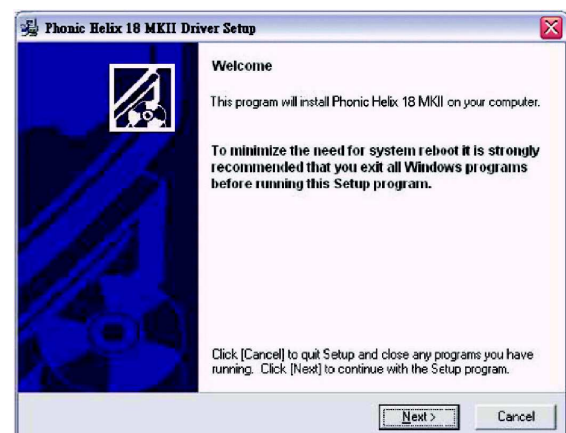 Phonic Helix 18 MKII Driver Setup
Welcome
This program will install Phonic Helix 18 MKII on your computer.
To minimize the need for system reboot it is strongly
recommended that you exit all Windows programs
before running this Setup program.
Click [Cancel] to quit Setup and close any programs you have
running. Click [Next] to continue with the Setup program.
Next >
Cancel